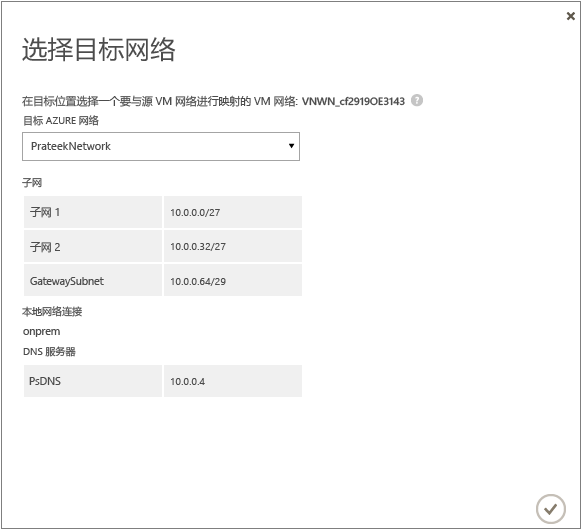 选择目标网络
在目标位置选择一个要与源 VM 网络进行映射的 VM 网络: VNWN_cf2919OE3143 ?
目标 AZURE 网络
PrateekNetwork
子网
子网 1 10.0.0.0/27
子网 2 10.0.0.32/27
GatewaySubnet 10.0.0.64/29
本地网络连接
onprem
DNS 服务器
PsDNS 10.0.0.4